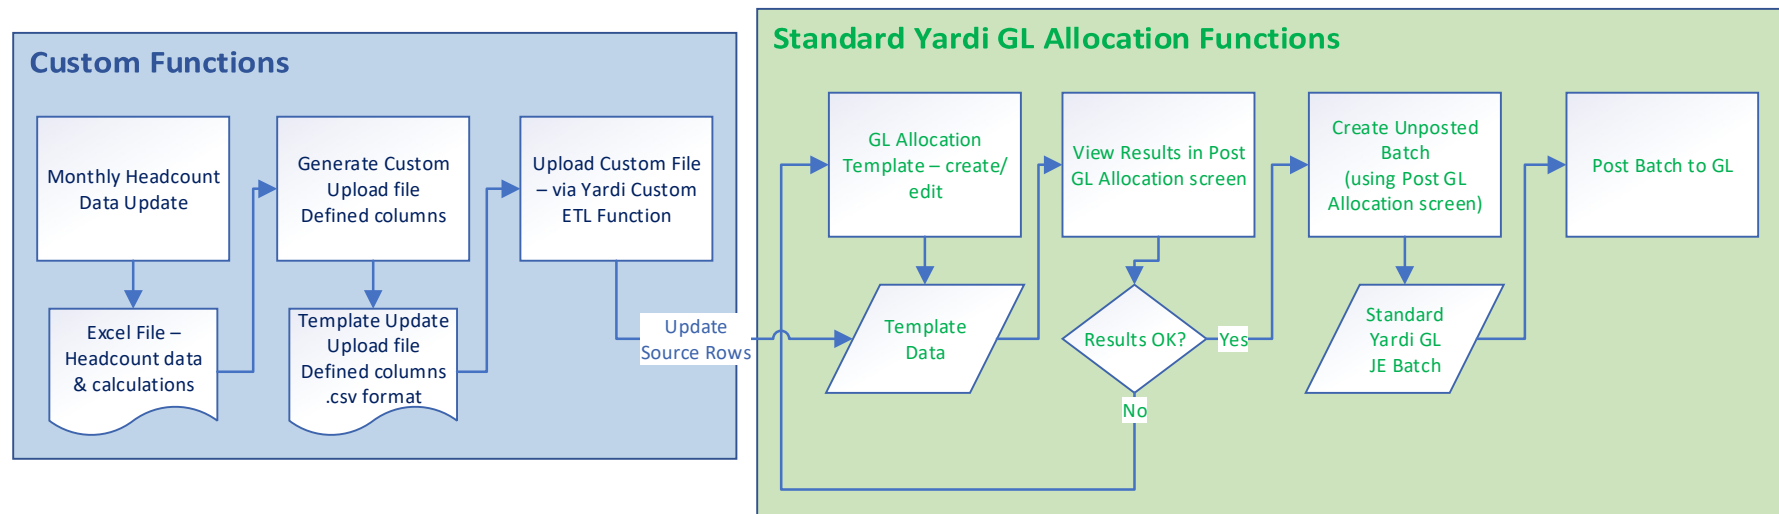 Custom Functions
Monthly Headcount
Data Update
Excel File –
Headcount data
& calculations
Generate Custom
Upload file
Defined columns
Template Update
Upload file
Defined columns
.csv format
Upload Custom File
– via Yardi Custom
ETL Function
Update
Source Rows
Standard Yardi GL Allocation Functions
GL Allocation
Template – create/
edit
Template
Data
View Results in Post
GL Allocation screen
Results OK?
Yes
No
Create Unposted
Batch
(using Post GL
Allocation screen)
Standard
Yardi GL
JE Batch
Post Batch to GL